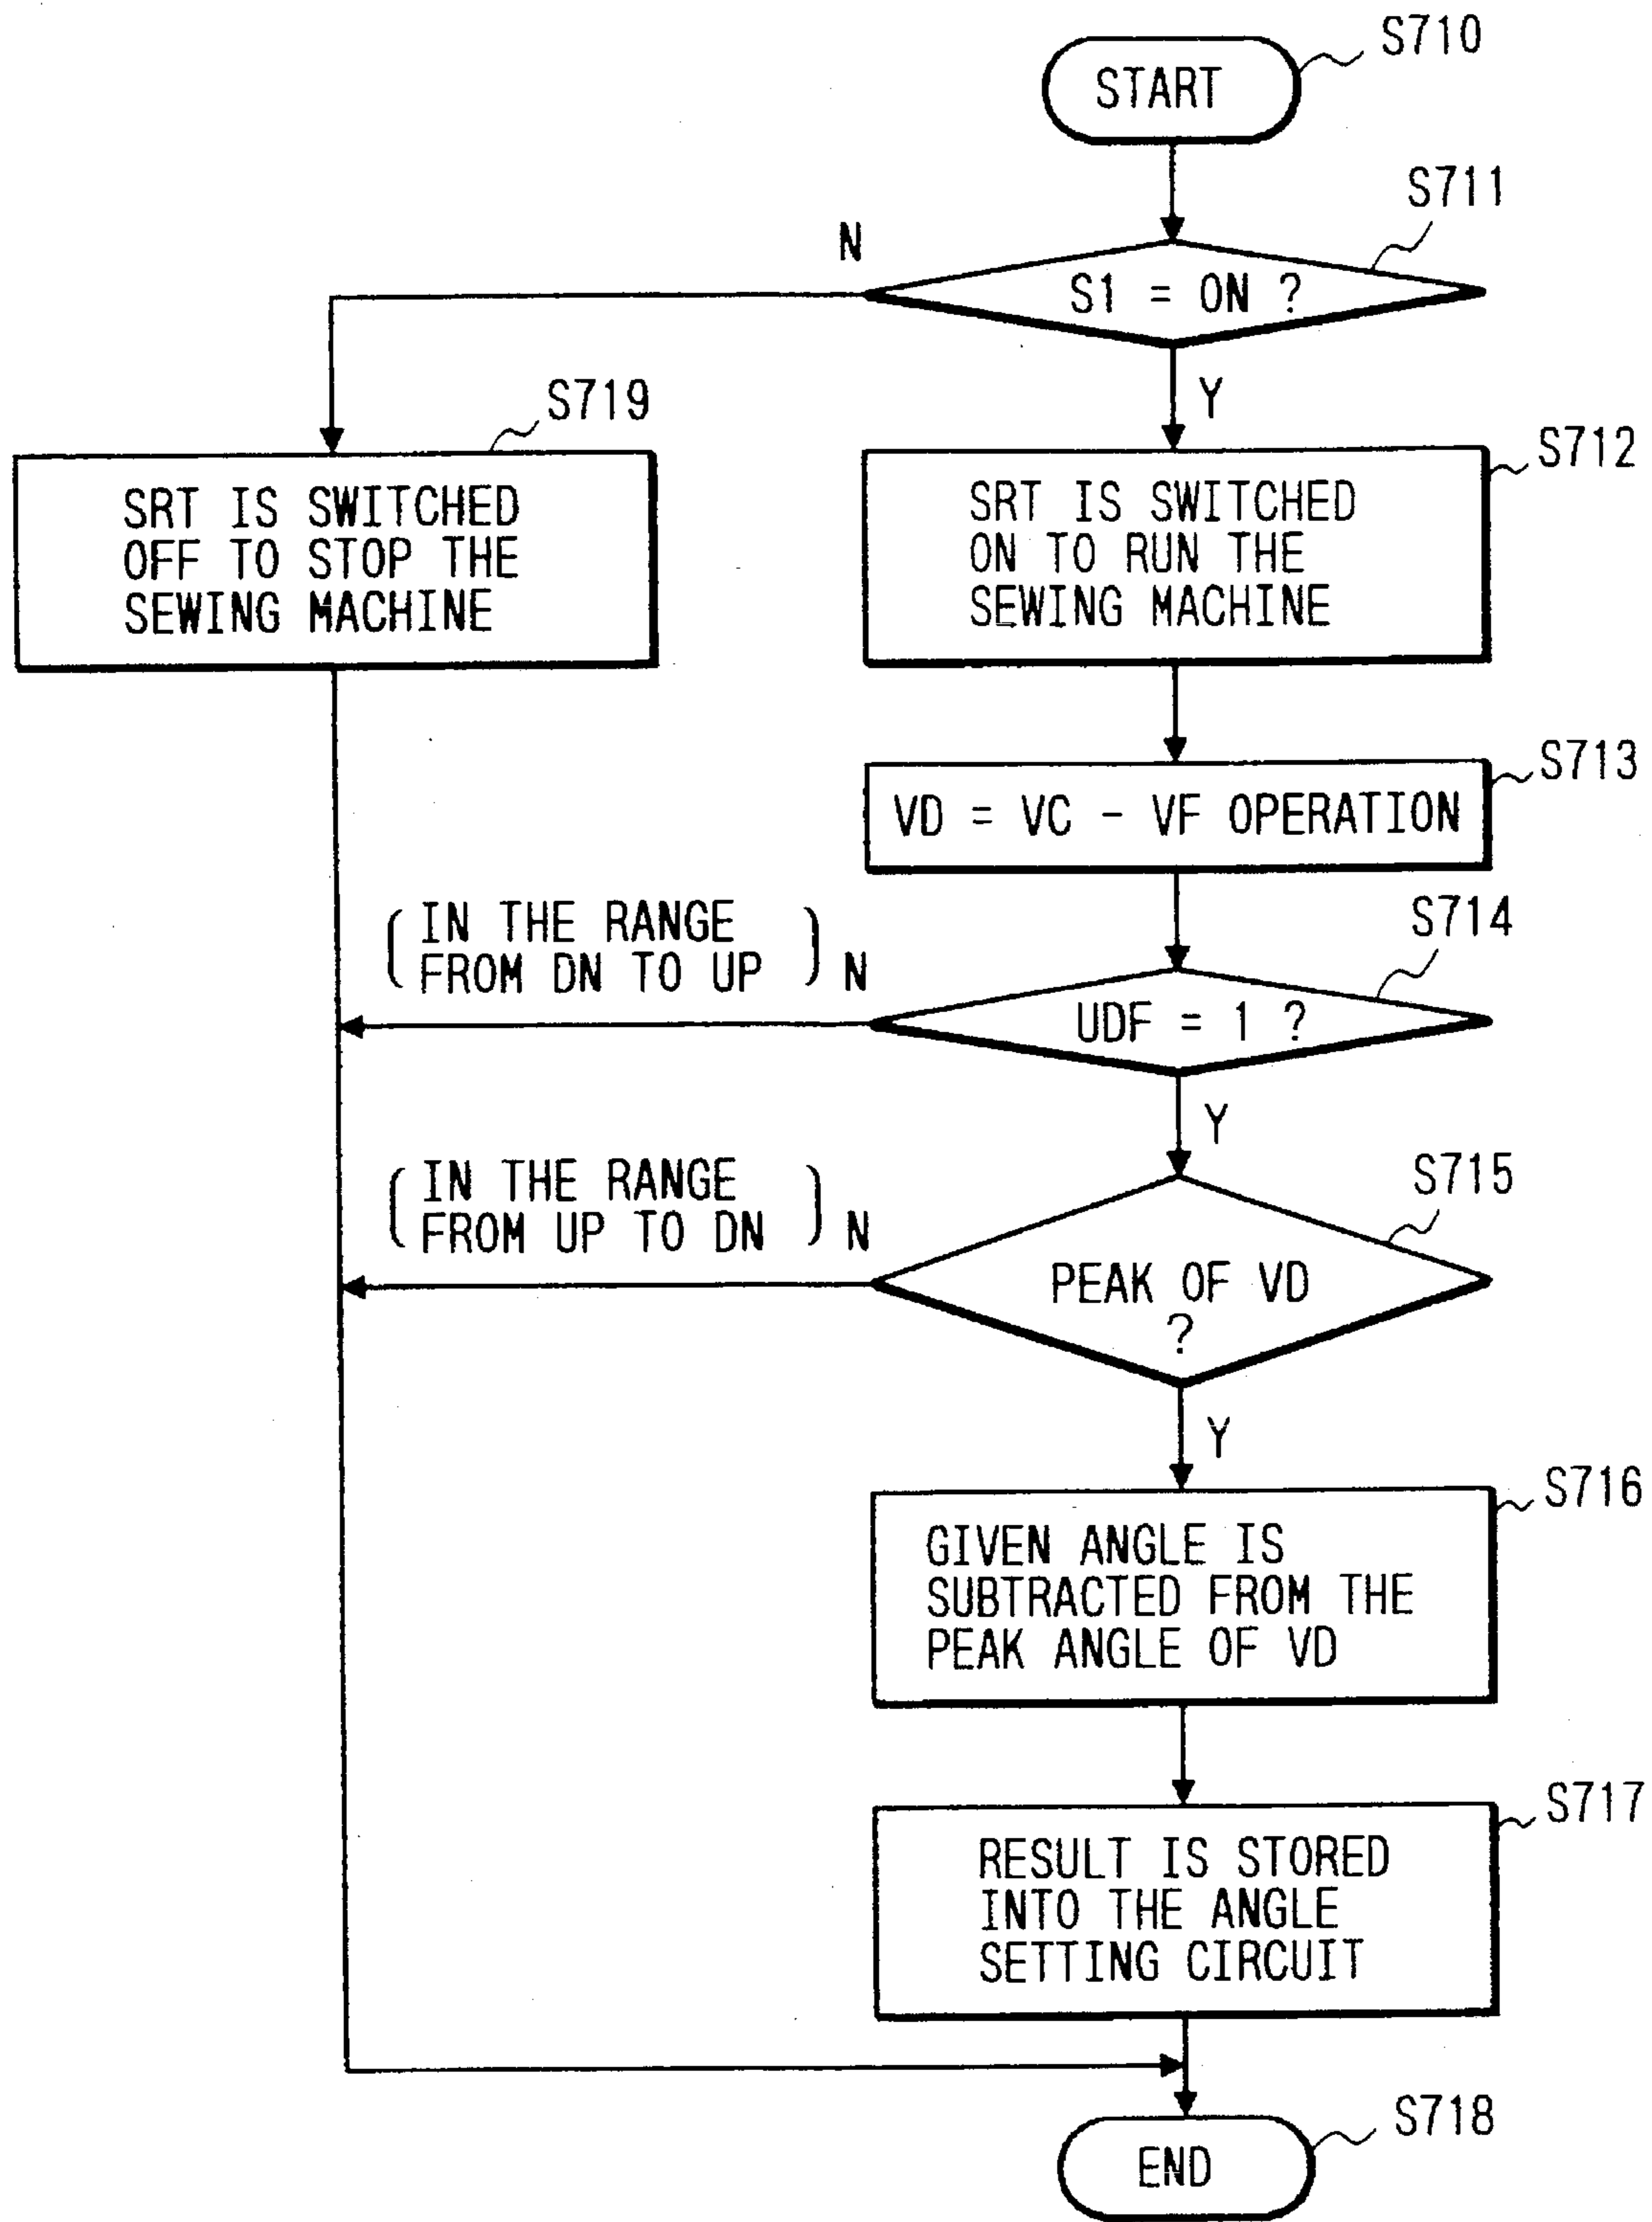 S710
START
S711
N
S1 = ON ?
Y
S719
SRT IS SWITCHED
OFF TO STOP THE
SEWING MACHINE
S712
SRT IS SWITCHED
ON TO RUN THE
SEWING MACHINE
S713
VD = VC - VF OPERATION
S714
(IN THE RANGE
FROM DN TO UP) N
UDF = 1 ?
Y
S715
(IN THE RANGE
FROM UP TO DN) N
PEAK OF VD
?
Y
S716
GIVEN ANGLE IS
SUBTRACTED FROM THE
PEAK ANGLE OF VD
S717
RESULT IS STORED
INTO THE ANGLE
SETTING CIRCUIT
S718
END